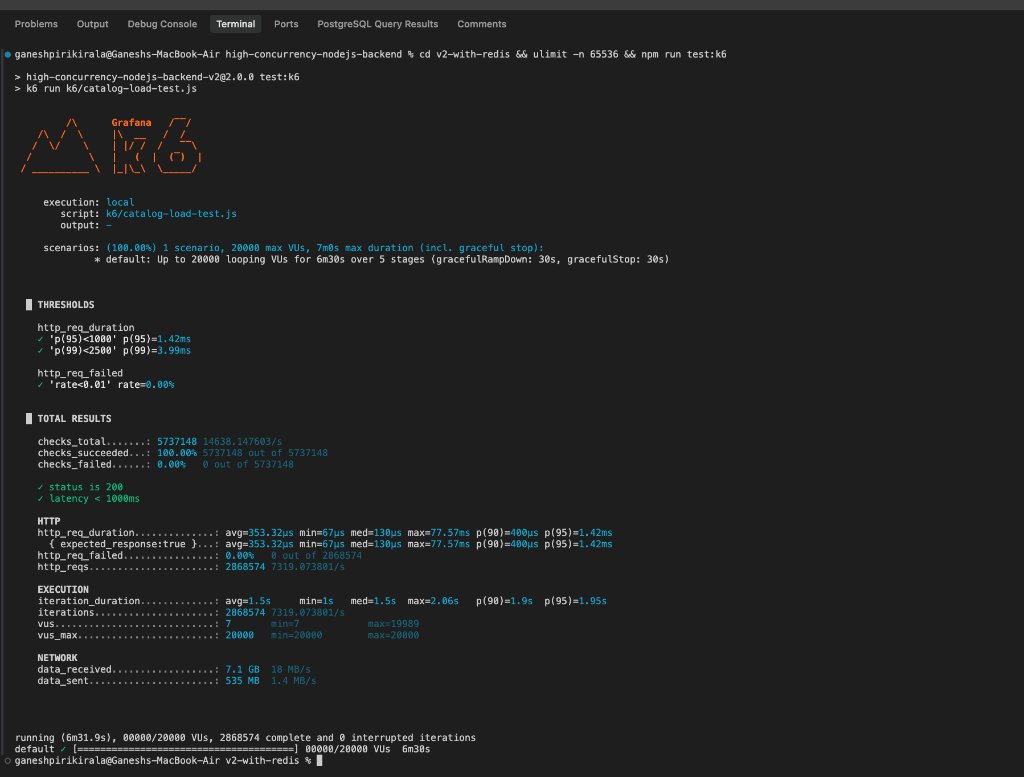 Problems Output Debug Console Terminal Ports PostgreSQL Query Results Comments
ganeshpirikirala@Ganeshs-MacBook-Air high-concurrency-nodejs-backend % cd v2-with-redis && ulimit -n 65536 && npm run test:k6
> high-concurrency-nodejs-backend-v2@2.0.0 test:k6
> k6 run k6/catalog-load-test.js
Grafana
execution: local
script: k6/catalog-load-test.js
output: -
scenarios: (100.00%) 1 scenario, 20000 max VUs, 7m0s max duration (incl. graceful stop):
* default: Up to 20000 looping VUs for 6m30s over 5 stages (gracefulRampDown: 30s, gracefulStop: 30s)
THRESHOLDS
http_req_duration
✓ 'p(95)<1000' p(95)=1.42ms
✓ 'p(99)<2500' p(99)=3.99ms
http_req_failed
✓ 'rate<0.01' rate=0.00%
TOTAL RESULTS
checks_total.......: 5737148 14638.147603/s
checks_succeeded...: 100.00% 5737148 out of 5737148
checks_failed......: 0.00% 0 out of 5737148
✓ status is 200
✓ latency < 1000ms
HTTP
http_req_duration..............: avg=353.32µs min=67µs med=130µs max=77.57ms p(90)=400µs p(95)=1.42ms
{ expected_response:true }...: avg=353.32µs min=67µs med=130µs max=77.57ms p(90)=400µs p(95)=1.42ms
http_req_failed................: 0.00% 0 out of 2868574
http_reqs......................: 2868574 7319.073801/s
EXECUTION
iteration_duration.............: avg=1.5s min=1s med=1.5s max=2.06s p(90)=1.9s p(95)=1.95s
iterations.....................: 2868574 7319.073801/s
vus............................: 7 min=7 max=19989
vus_max........................: 20000 min=20000 max=20000
NETWORK
data_received..................: 7.1 GB 18 MB/s
data_sent......................: 535 MB 1.4 MB/s
running (6m31.9s), 00000/20000 VUs, 2868574 complete and 0 interrupted iterations
default ✓ [======================================] 00000/20000 VUs 6m30s
ganeshpirikirala@Ganeshs-MacBook-Air v2-with-redis %